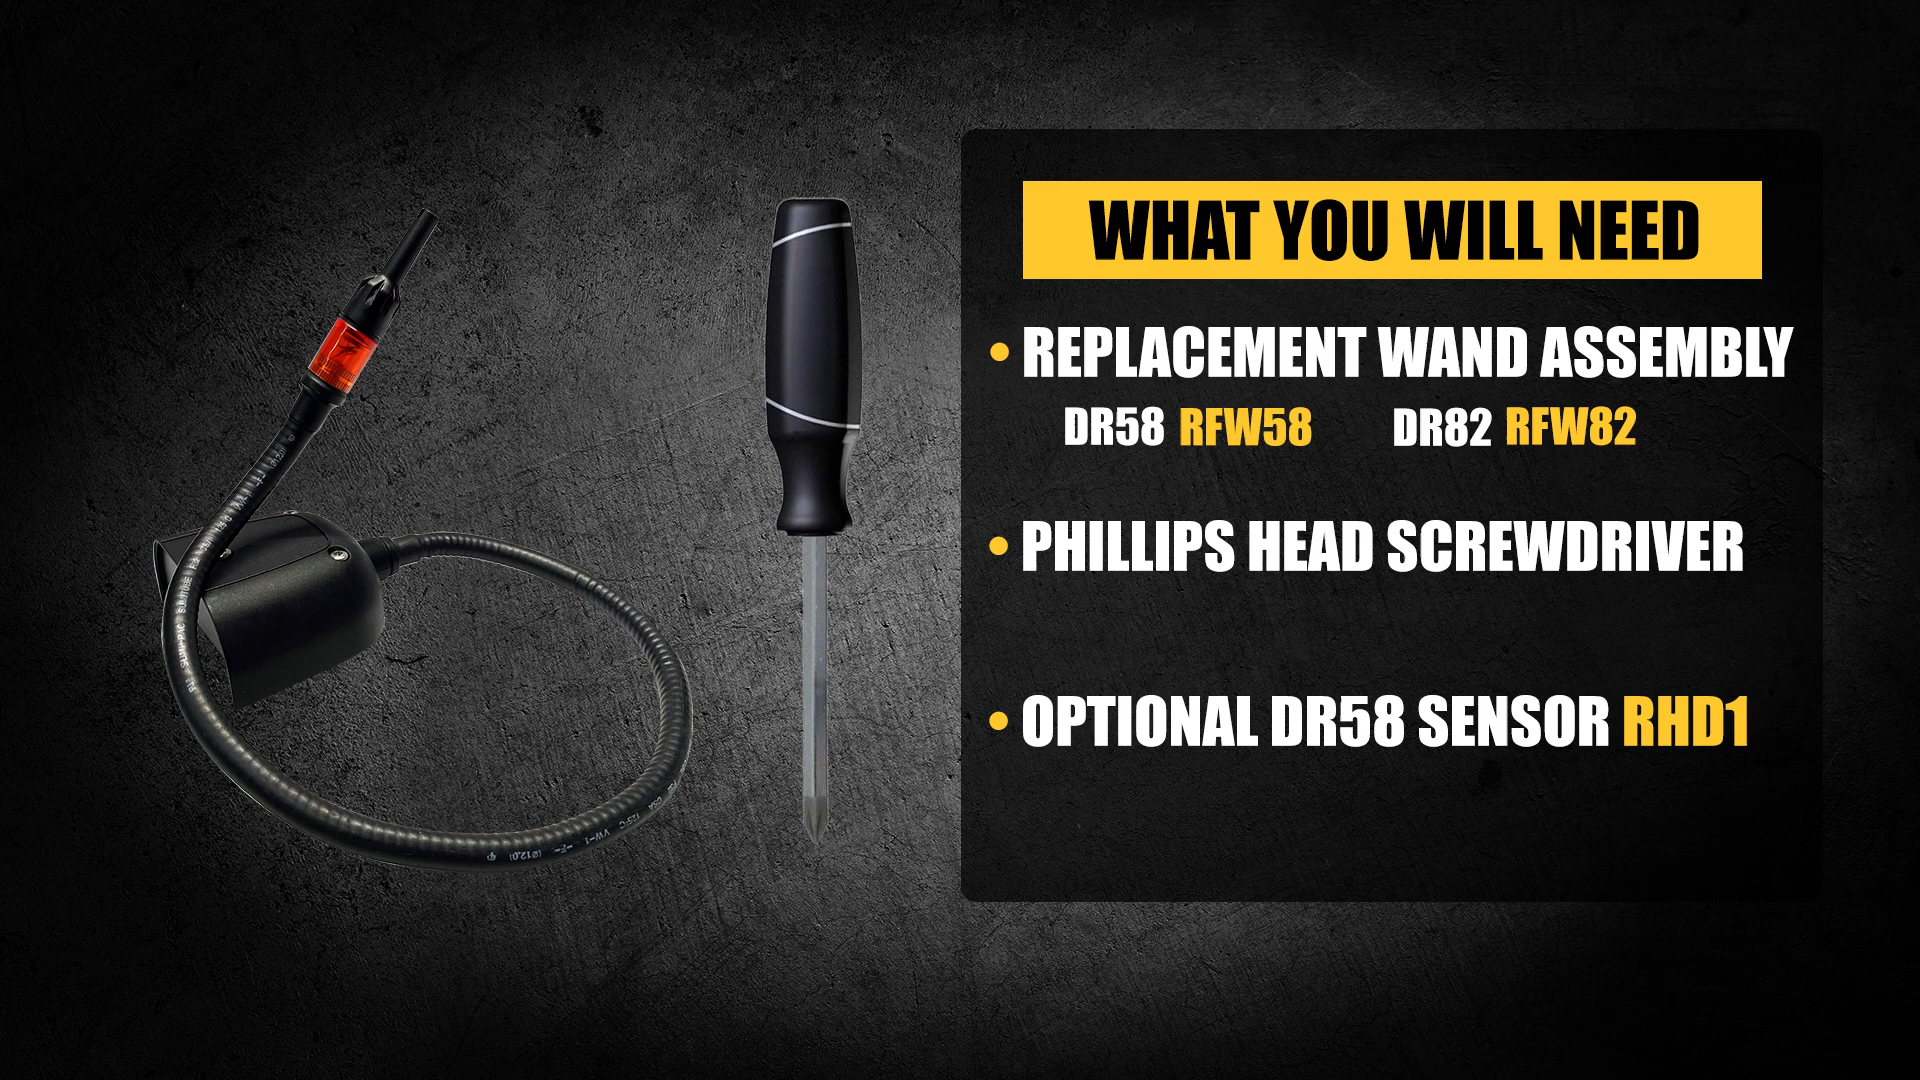 WHAT YOU WILL NEED
• REPLACEMENT WAND ASSEMBLY
DR58 RFW58 DR82 RFW82
• PHILLIPS HEAD SCREWDRIVER
• OPTIONAL DR58 SENSOR RHD1